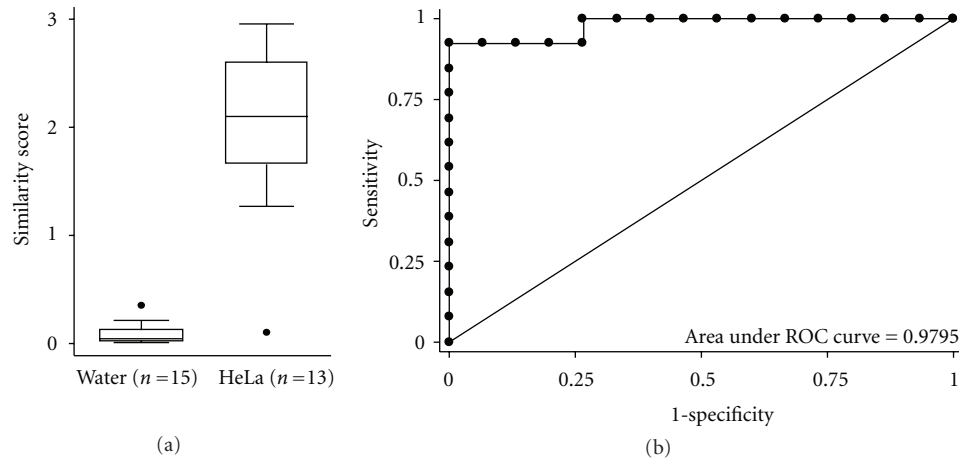 3
2
1
0
Similarity score
Water (n=15)
HeLa (n=13)
(a)
1
0.75
0.5
0.25
0
Sensitivity
Area under ROC curve = 0.9795
0
0.25
0.5
0.75
1
1-specificity
(b)